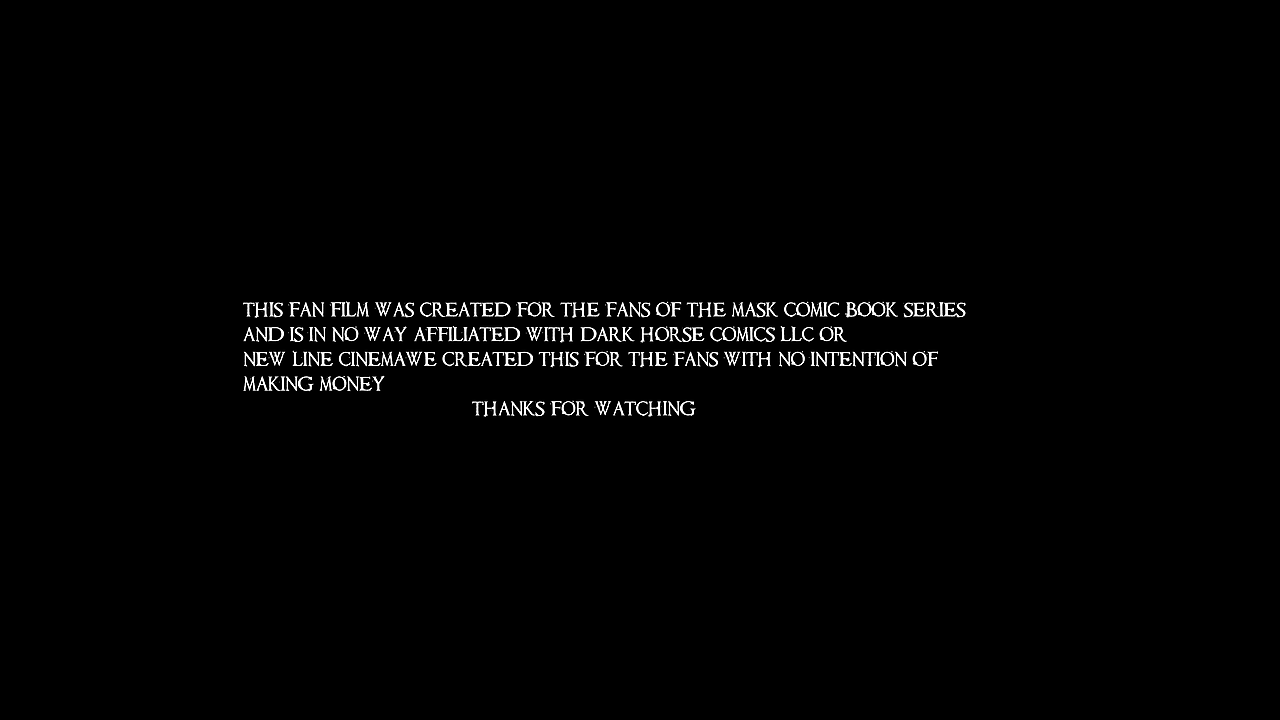 THIS FAN FILM WAS CREATED FOR THE FANS OF THE MASK COMIC BOOK SERIES
AND IS IN NO WAY AFFILIATED WITH DARK HORSE COMICS LLC OR
NEW LINE CINEMAWE CREATED THIS FOR THE FANS WITH NO INTENTION OF
MAKING MONEY
THANKS FOR WATCHING